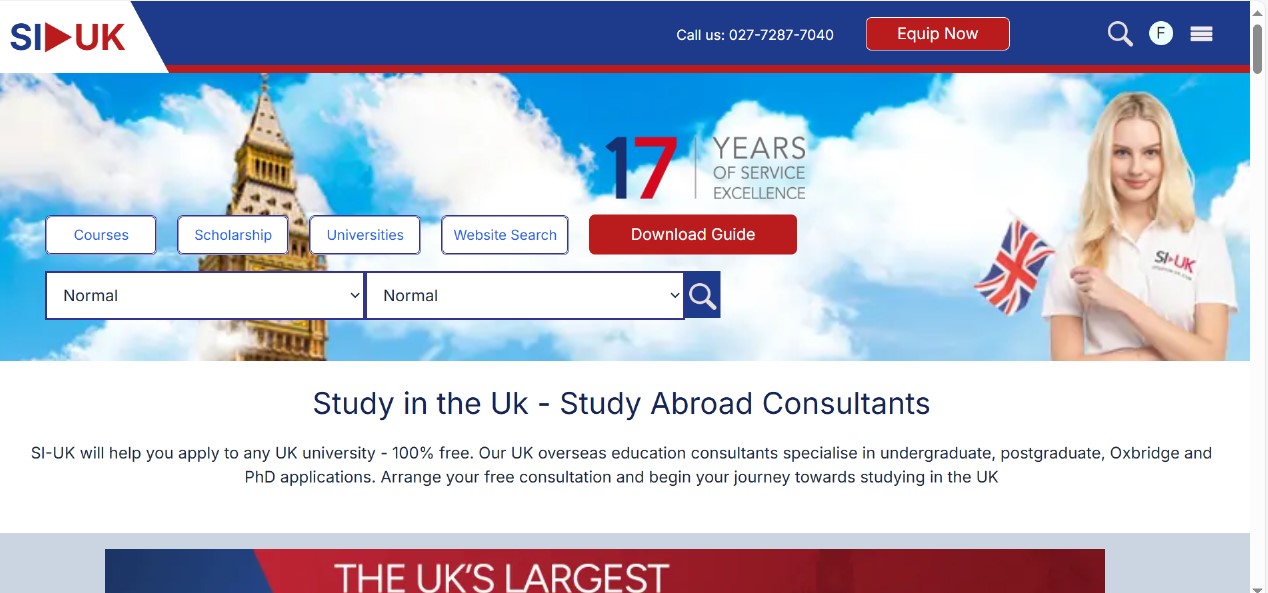 SI UK
Call us: 027-7287-7040
Equip Now
F
17 YEARS
OF SERVICE
EXCELLENCE
Courses
Scholarship
Universities
Website Search
Download Guide
Normal
Normal
SI UK
Study in the Uk - Study Abroad Consultants
SI-UK will help you apply to any UK university - 100% free. Our UK overseas education consultants specialise in undergraduate, postgraduate, Oxbridge and
PhD applications. Arrange your free consultation and begin your journey towards studying in the UK
THE UK'S LARGEST